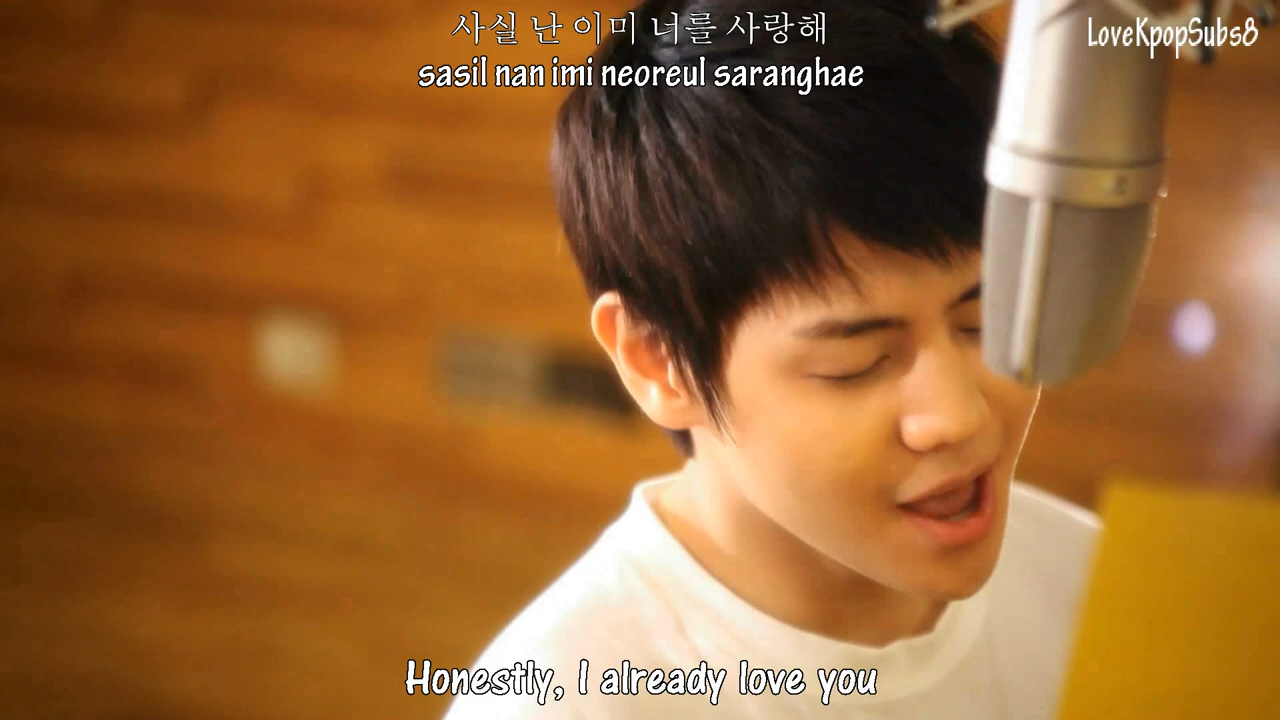 사실 난 이미 너를 사랑해
LoveKpopSubs8
sasil nan imi neoreul saranghae
Honestly, I already love you